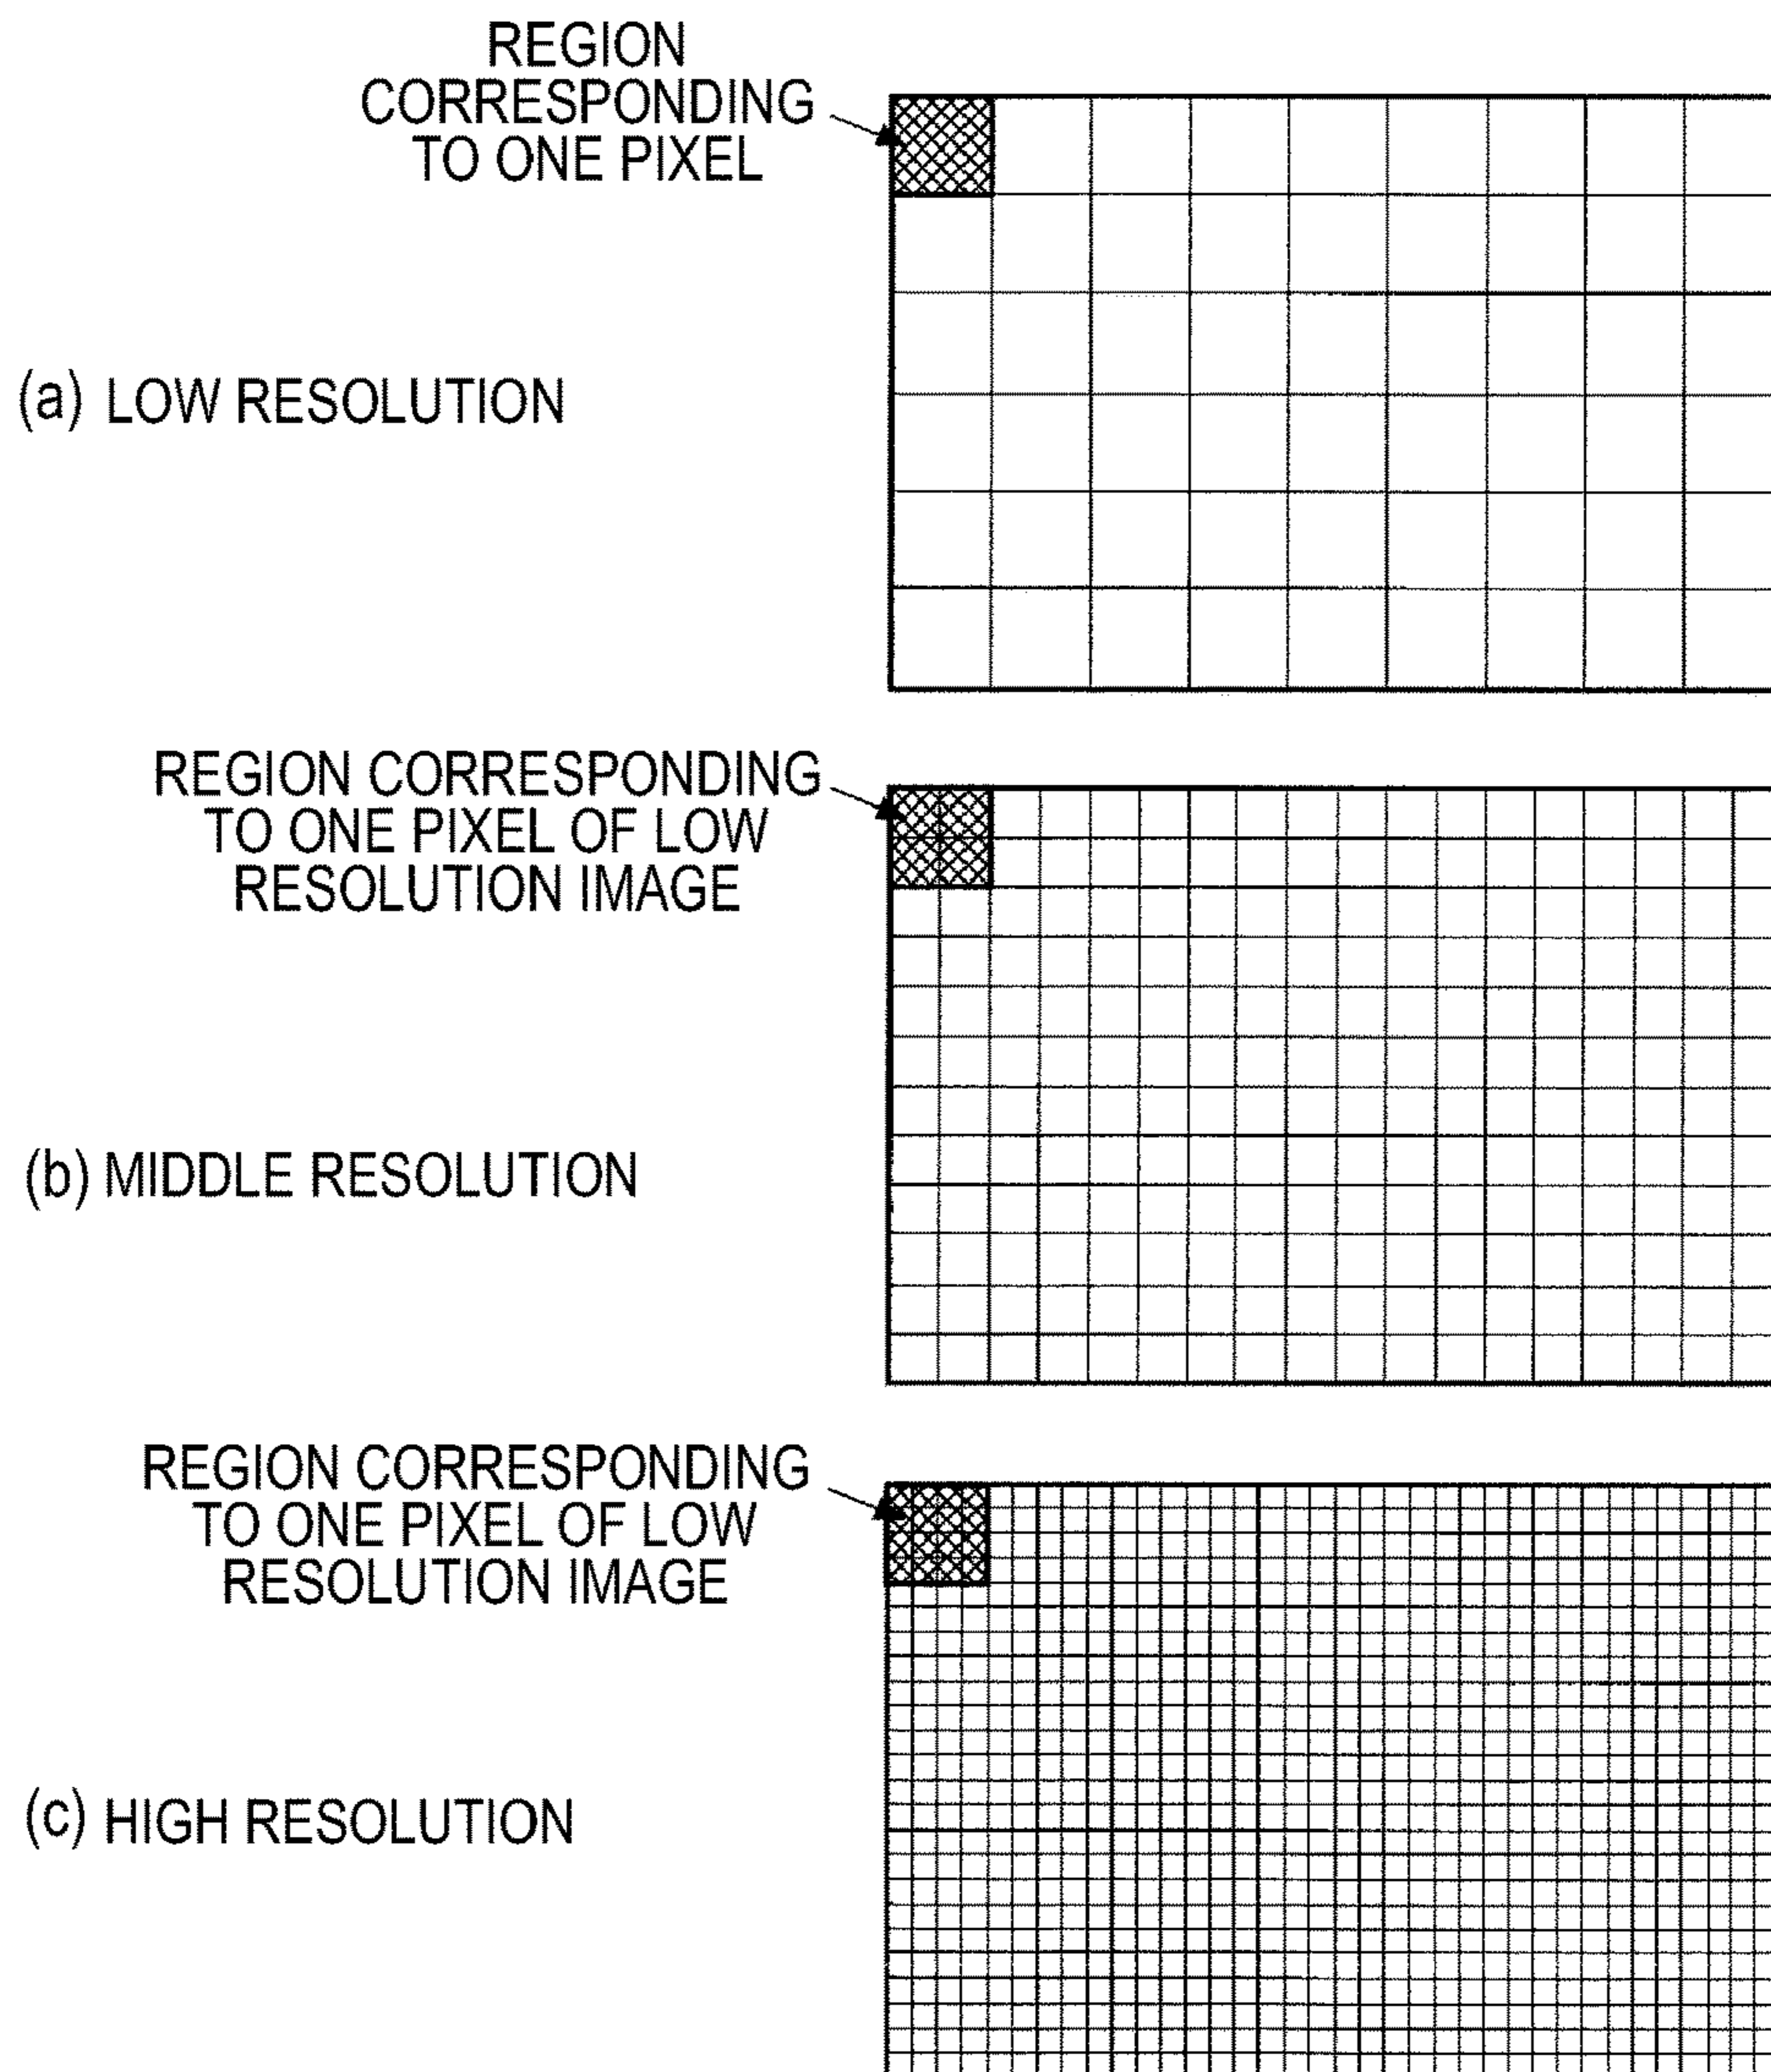 REGION
CORRESPONDING
TO ONE PIXEL
(a) LOW RESOLUTION
REGION CORRESPONDING
TO ONE PIXEL OF LOW
RESOLUTION IMAGE
(b) MIDDLE RESOLUTION
REGION CORRESPONDING
TO ONE PIXEL OF LOW
RESOLUTION IMAGE
(c) HIGH RESOLUTION